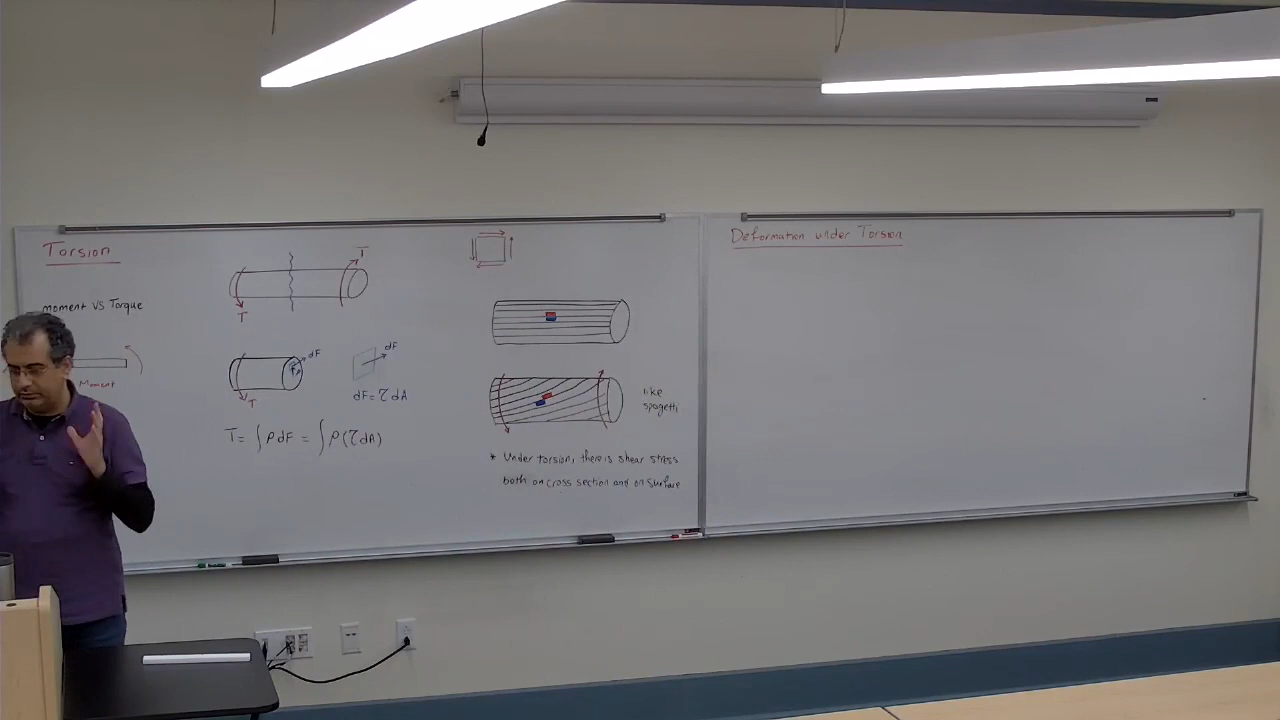 Torsion
moment VS Torque
Moment
T
T
dF
T
dF
dF = τ dA
T = ∫ρ dF = ∫ρ(τ dA)
like
spagetti
* Under torsion, there is shear stress
both on cross section and on surface
Deformation under Torsion